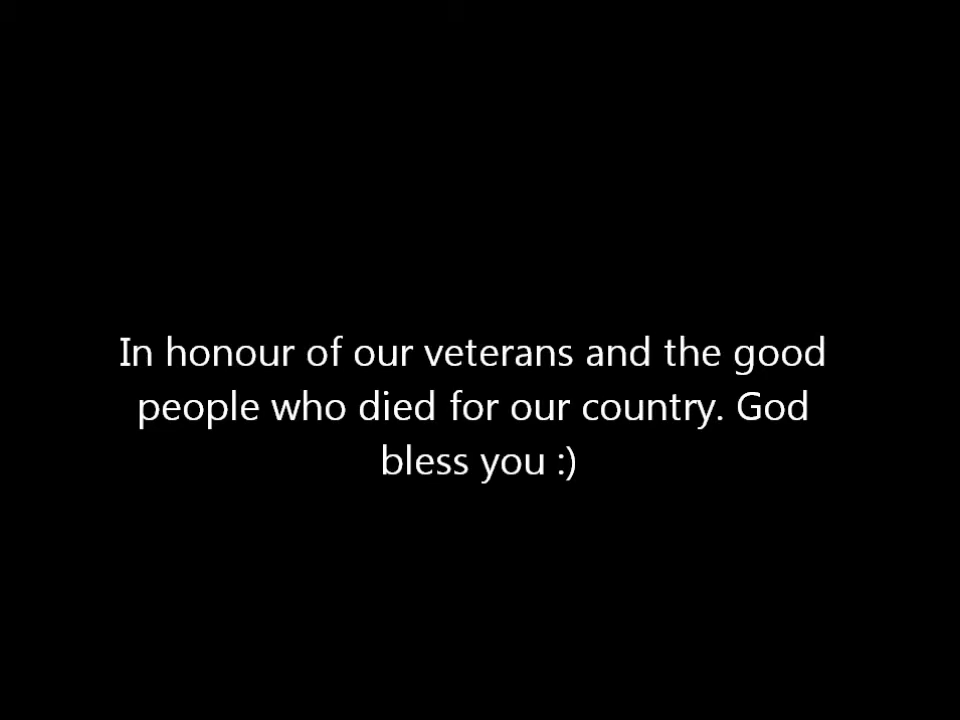 In honour of our veterans and the good
people who died for our country. God
bless you :)